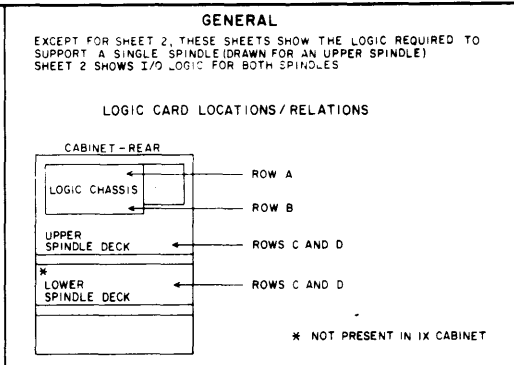 GENERAL
EXCEPT FOR SHEET 2, THESE SHEETS SHOW THE LOGIC REQUIRED TO
SUPPORT A SINGLE SPINDLE (DRAWN FOR AN UPPER SPINDLE)
SHEET 2 SHOWS I/O LOGIC FOR BOTH SPINDLES
LOGIC CARD LOCATIONS/RELATIONS
CABINET-REAR
ROW A
LOGIC CHASSIS
ROW B
UPPER
SPINDLE DECK
ROWS C AND D
*
LOWER
SPINDLE DECK
ROWS C AND D
* NOT PRESENT IN IX CABINET